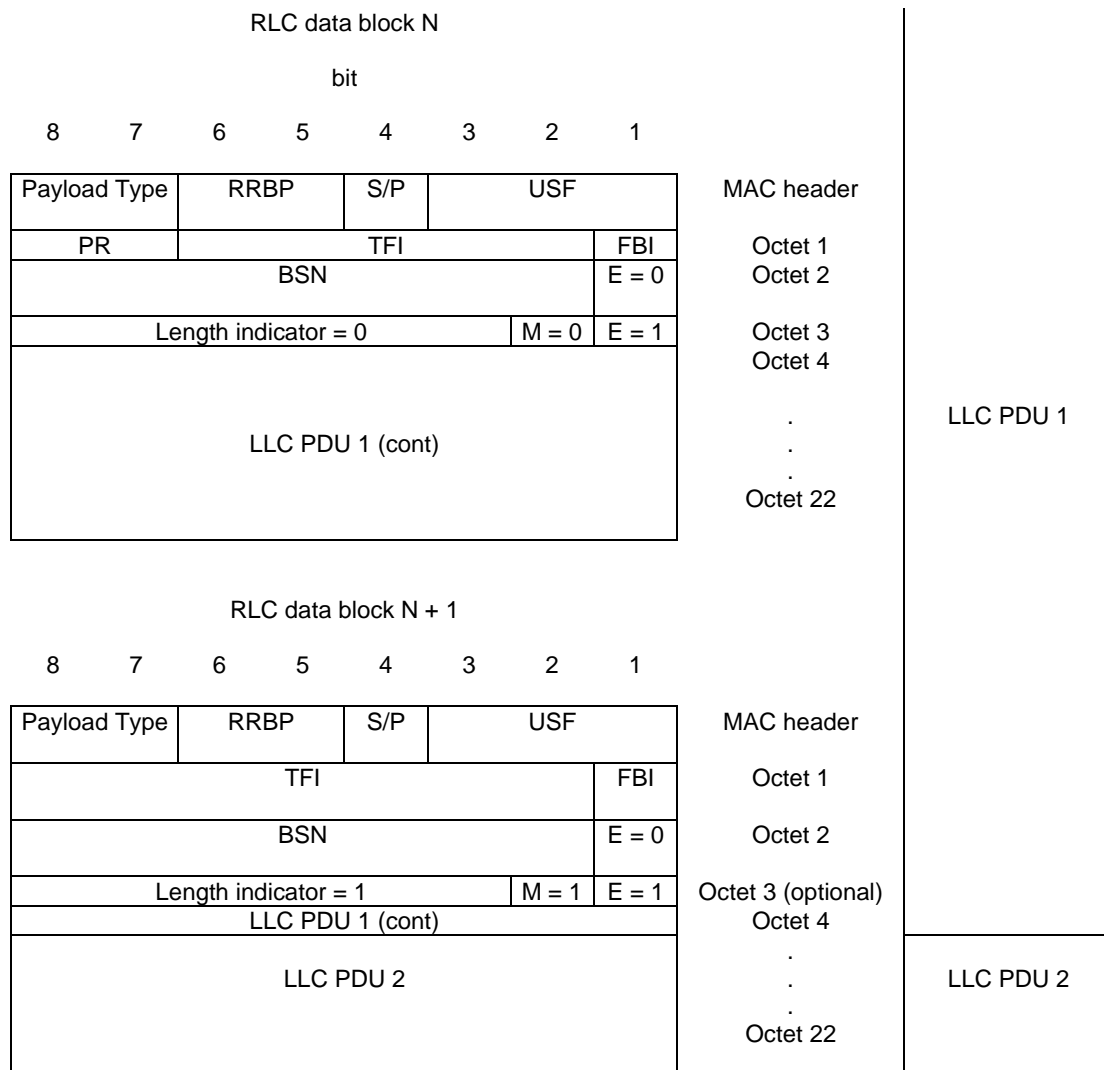 RLC data block N
bit
8 7 6 5 4 3 2 1
Payload Type RRBP S/P USF MAC header
PR TFI FBI Octet 1
BSN E = 0 Octet 2
Length indicator = 0 M = 0 E = 1 Octet 3
Octet 4
.
LLC PDU 1
LLC PDU 1 (cont)
.
.
Octet 22
RLC data block N + 1
8 7 6 5 4 3 2 1
Payload Type RRBP S/P USF MAC header
TFI FBI Octet 1
BSN E = 0 Octet 2
Length indicator = 1 M = 1 E = 1 Octet 3 (optional)
LLC PDU 1 (cont) Octet 4
.
LLC PDU 2 . LLC PDU 2
.
Octet 22